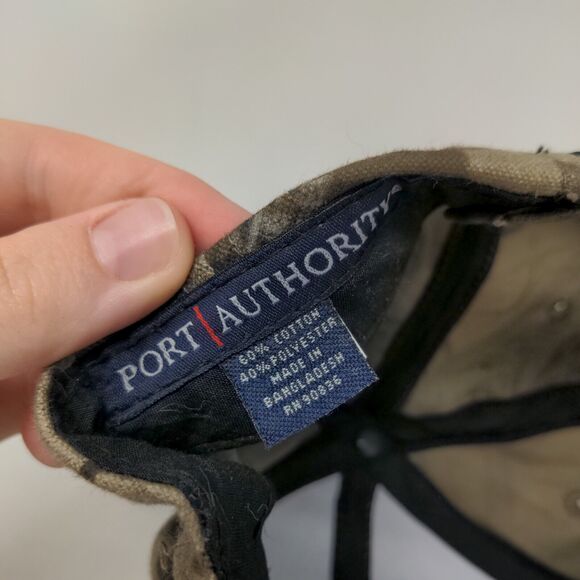 PORT AUTHORITY
60% COTTON
40% POLYESTER
MADE IN
BANGLADESH
RN 90836